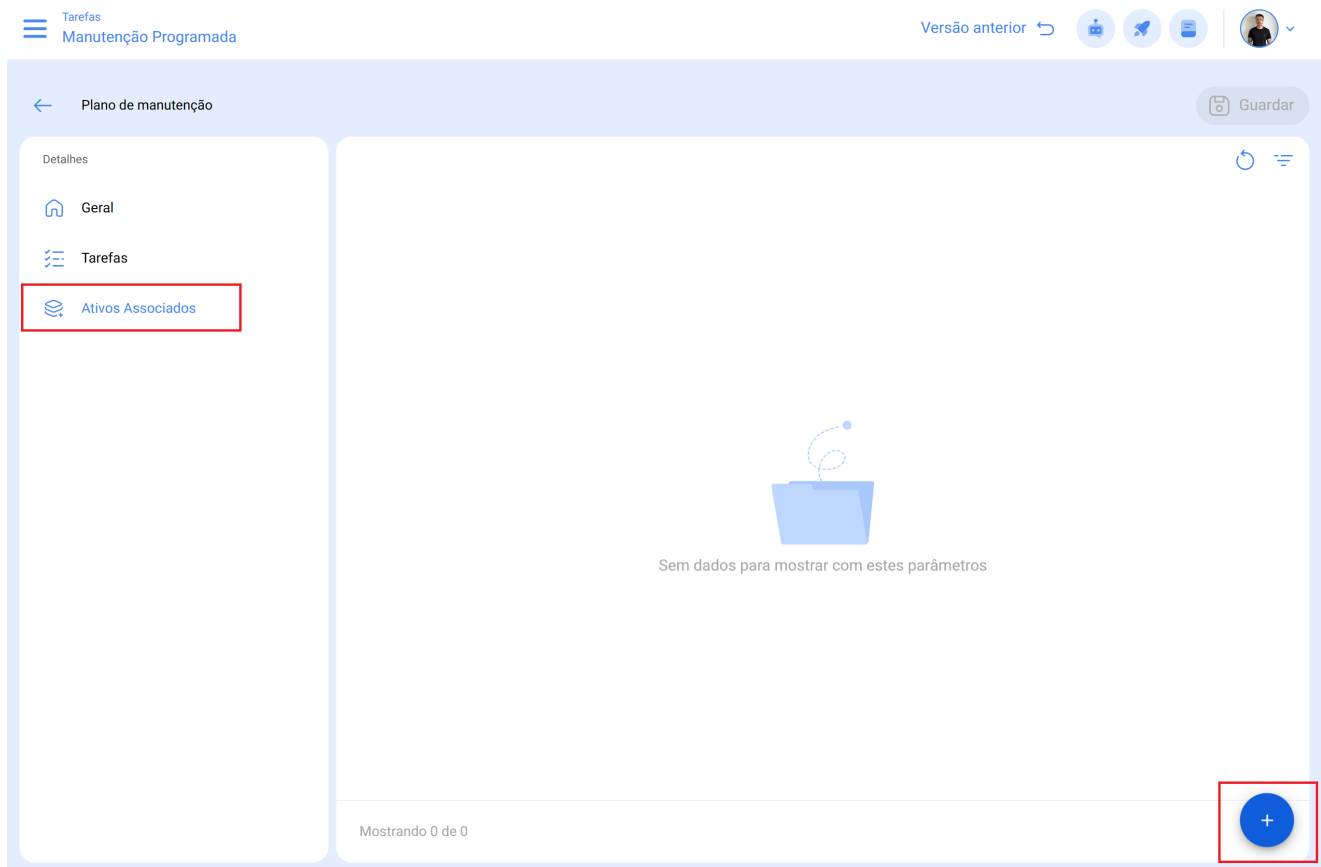 Tarefas
Manutenção Programada
Versão anterior
Plano de manutenção
Guardar
Detalhes
Geral
Tarefas
Ativos Associados
Sem dados para mostrar com estes parâmetros
Mostrando 0 de 0